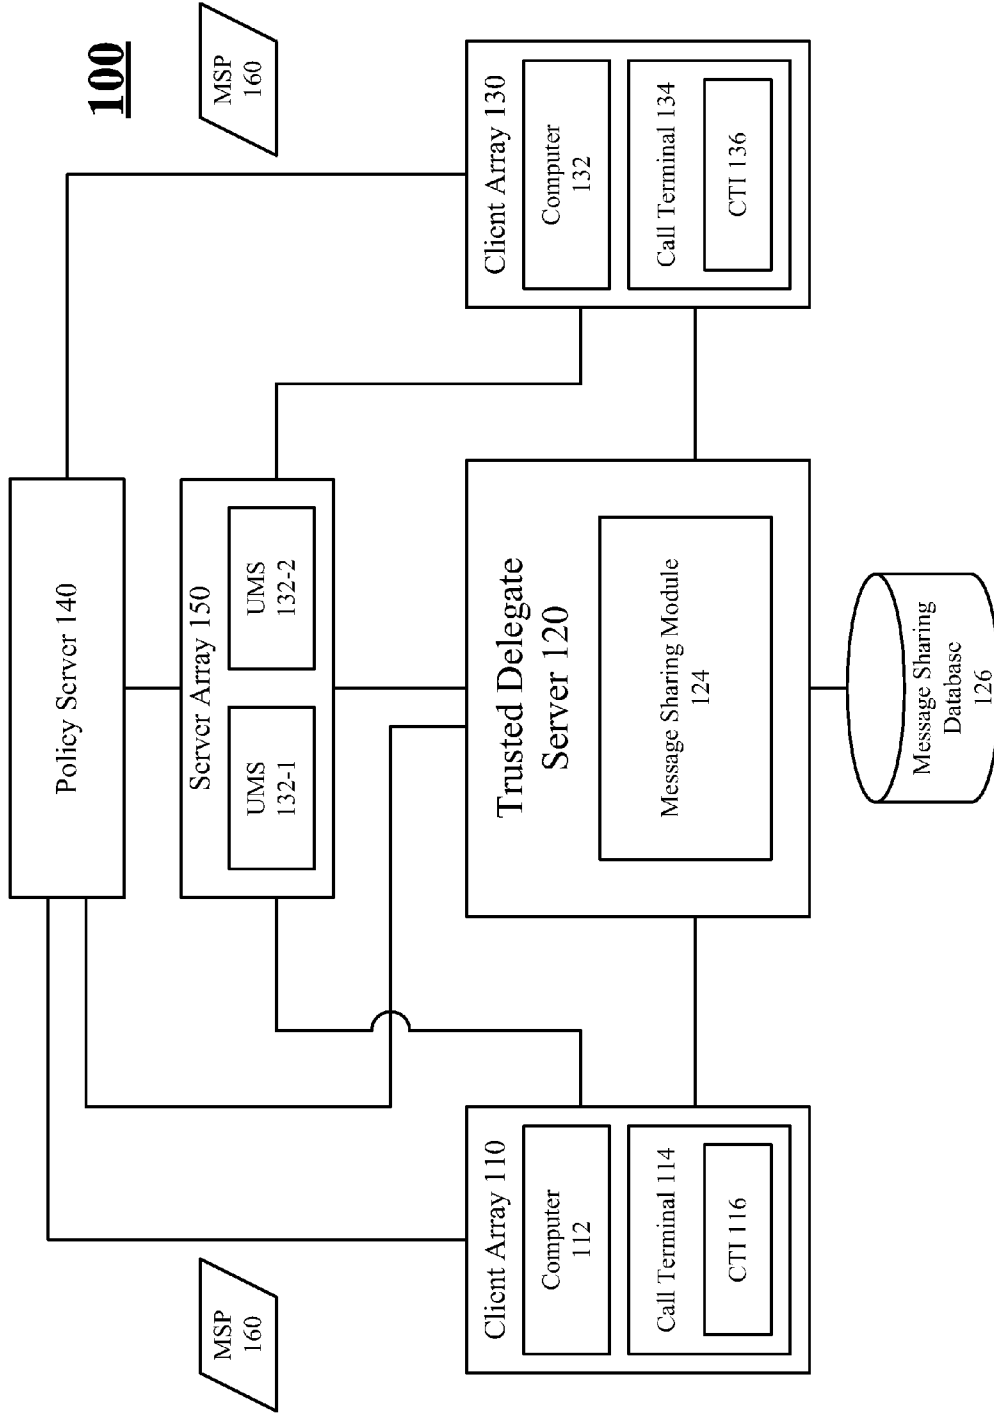 100
MSP
160
MSP
160
Policy Server 140
Server Array 150
UMS
132-1
UMS
132-2
Client Array 110
Computer
112
Call Terminal 114
CTI 116
Trusted Delegate
Server 120
Message Sharing Module
124
Client Array 130
Computer
132
Call Terminal 134
CTI 136
Message Sharing
Database
126